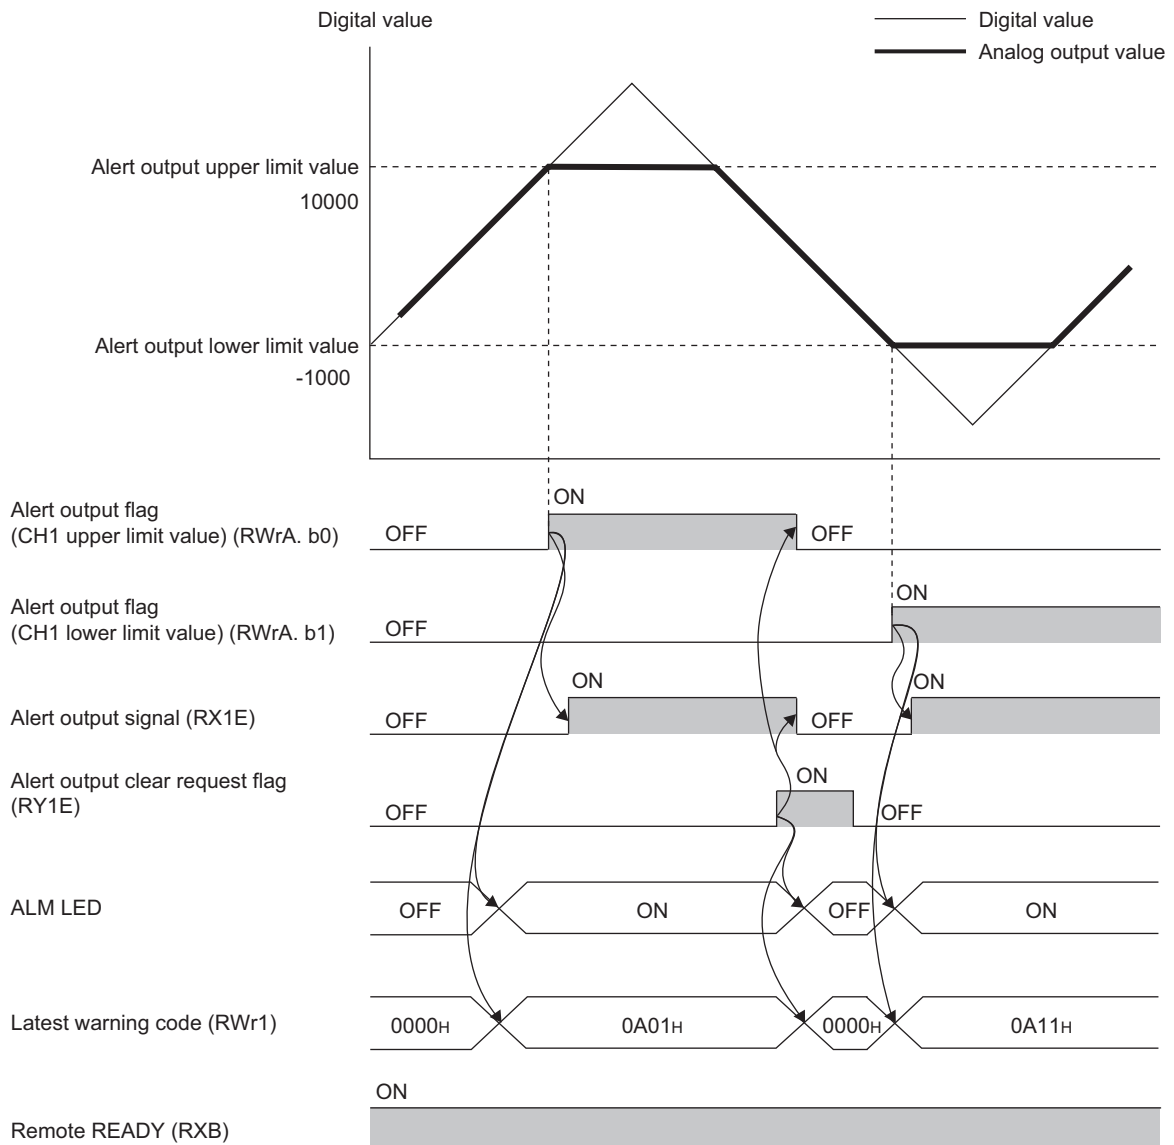 Digital value
Digital value
Analog output value
Alert output upper limit value
10000
Alert output lower limit value
-1000
Alert output flag
(CH1 upper limit value) (RWrA. b0)
OFF
ON
OFF
Alert output flag
(CH1 lower limit value) (RWrA. b1)
OFF
ON
Alert output signal (RX1E)
OFF
ON
OFF
ON
Alert output clear request flag
(RY1E)
OFF
ON
OFF
ALM LED
OFF
ON
OFF
ON
Latest warning code (RWr1)
0000H
0A01H
0000H
0A11H
ON
Remote READY (RXB)